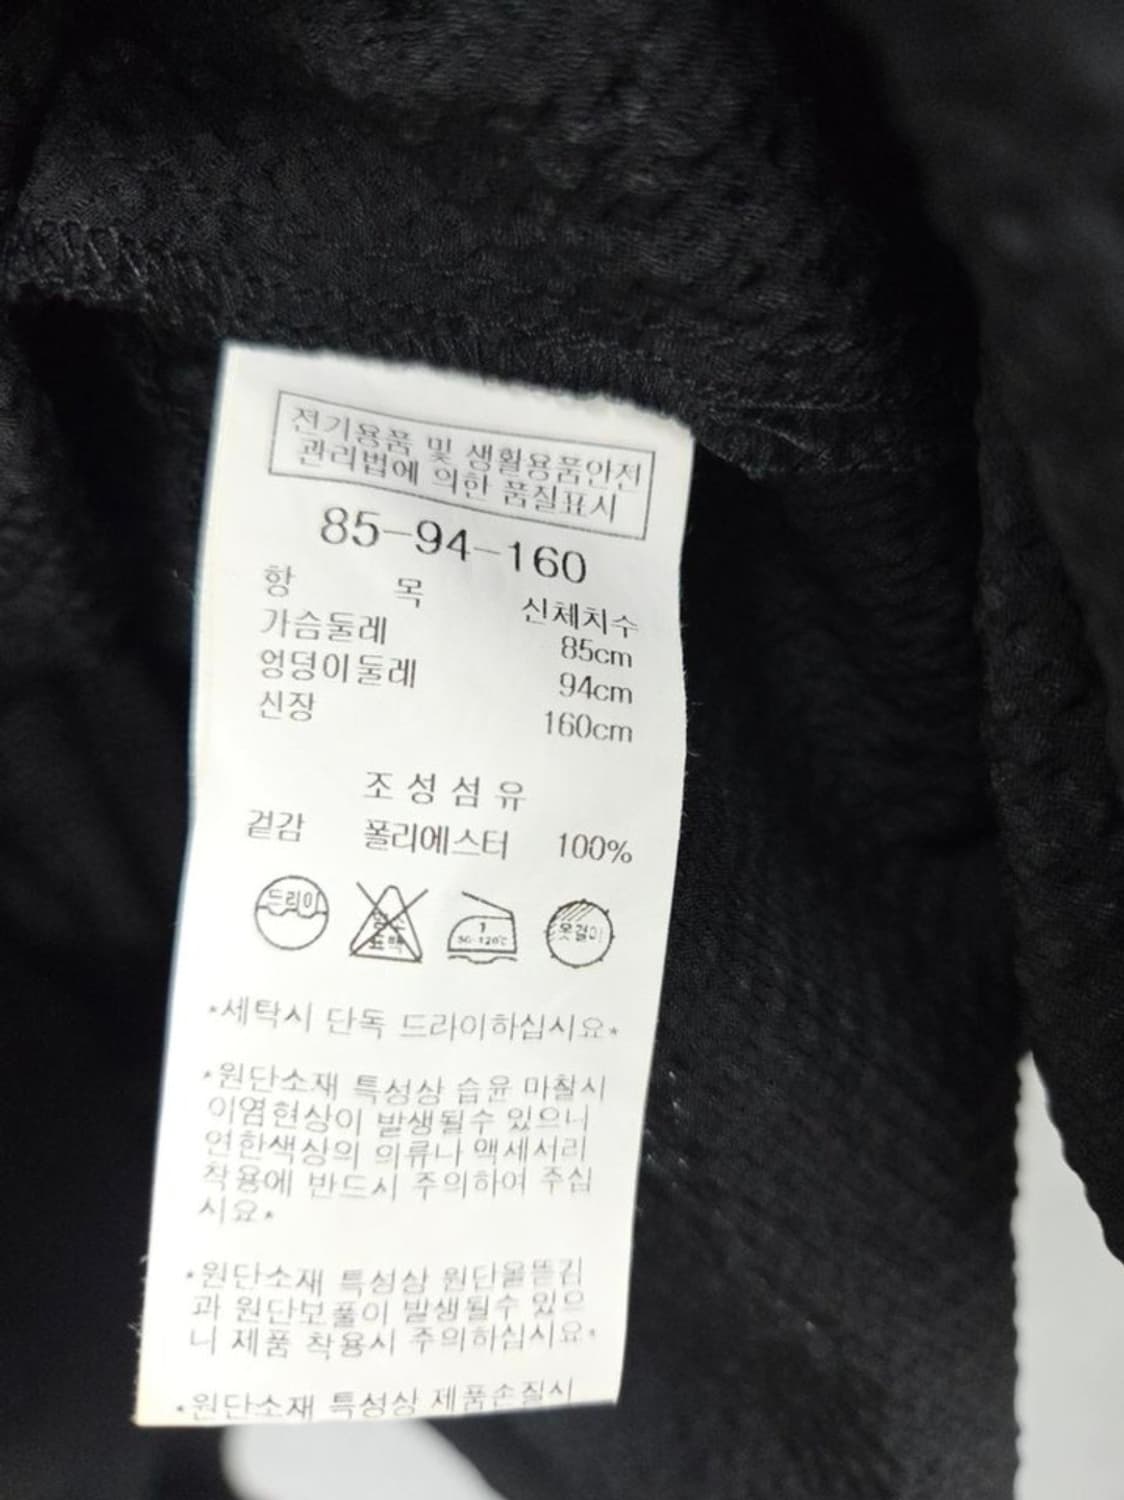 전기용품 및 생활용품안전
관리법에 의한 품질표시
85-94-160
항 목 신체치수
가슴둘레 85cm
엉덩이둘레 94cm
신장 160cm
조성섬유
겉감 폴리에스터 100%
드라이
염소
표백
1
80-120℃
옷걸이
*세탁시 단독 드라이하십시요*
*원단소재 특성상 습윤 마찰시
이염현상이 발생될수 있으니
연한색상의 의류나 액세서리
착용에 반드시 주의하여 주십
시요*
*원단소재 특성상 원단올뜯김
과 원단보풀이 발생될수 있으
니 제품 착용시 주의하십시요*
*원단소재 특성상 제품손질시